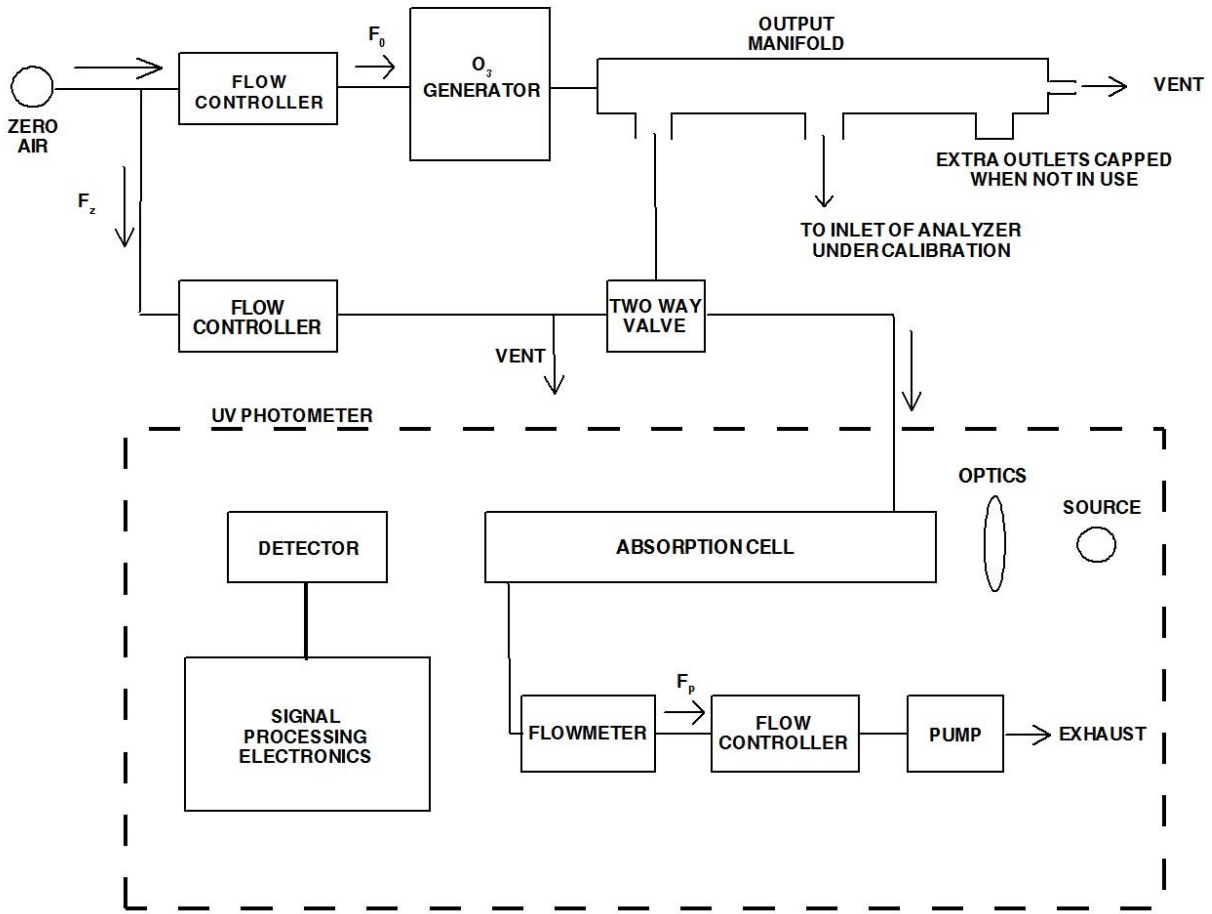 OUTPUT
MANIFOLD
F0
O3
GENERATOR
FLOW
CONTROLLER
VENT
ZERO
AIR
EXTRA OUTLETS CAPPED
WHEN NOT IN USE
Fz
TO INLET OF ANALYZER
UNDER CALIBRATION
FLOW
CONTROLLER
TWO WAY
VALVE
VENT
UV PHOTOMETER
OPTICS
SOURCE
DETECTOR
ABSORPTION CELL
Fp
SIGNAL
PROCESSING
ELECTRONICS
FLOWMETER
FLOW
CONTROLLER
PUMP
EXHAUST